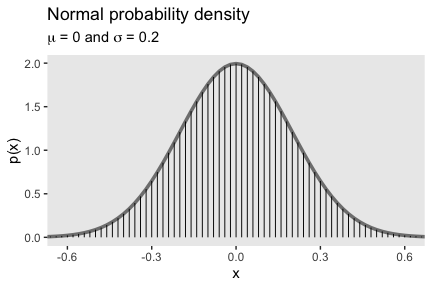 Normal probability density
μ = 0 and σ = 0.2
2.0
1.5
p(x)
1.0
0.5
0.0
-0.6 -0.3 0.0 0.3 0.6
x